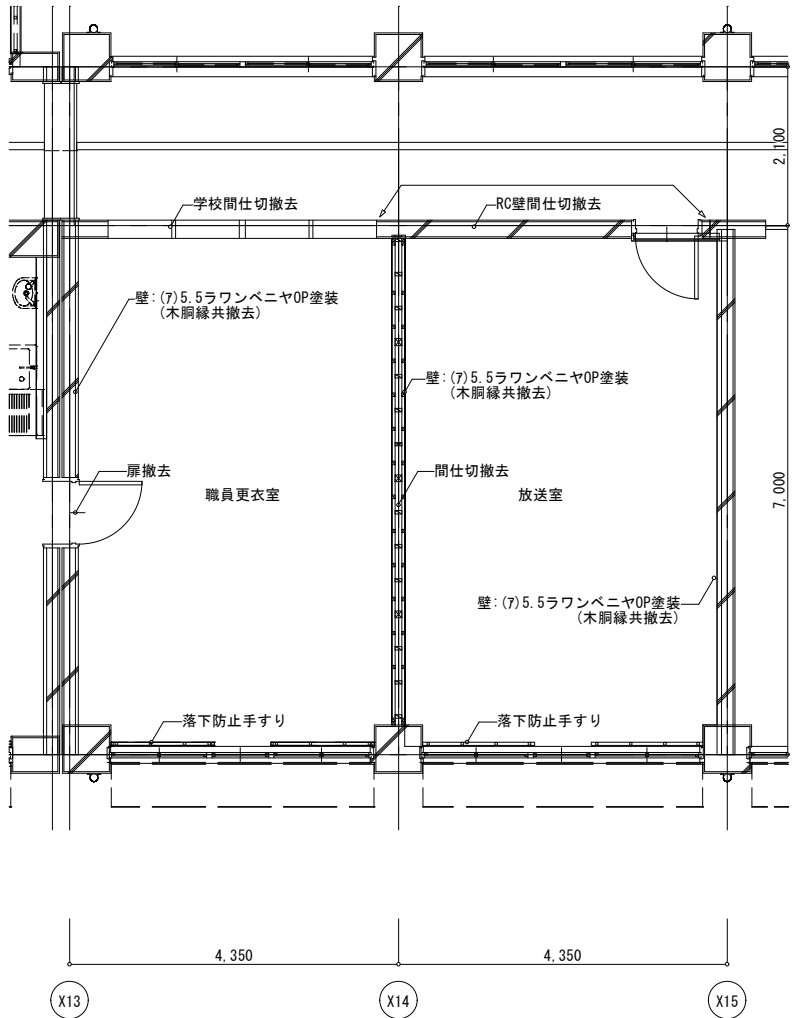 学校間仕切撤去
RC壁間仕切撤去
2,100
壁:(ア)5.5ラワンベニヤOP塗装
(木胴縁共撤去)
壁:(ア)5.5ラワンベニヤOP塗装
(木胴縁共撤去)
扉撤去
間仕切撤去
職員更衣室
放送室
7,000
壁:(ア)5.5ラワンベニヤOP塗装
(木胴縁共撤去)
落下防止手すり
落下防止手すり
4,350
4,350
X13
X14
X15